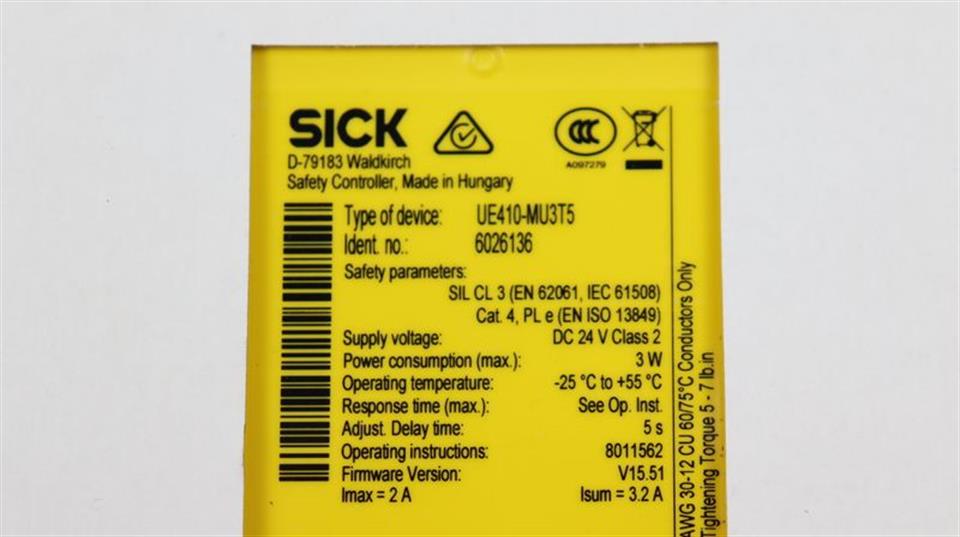 SICK
D-79183 Waldkirch
Safety Controller, Made in Hungary
CCC
A097279
Type of device: UE410-MU3T5
Ident. no.: 6026136
Safety parameters:
SIL CL 3 (EN 62061, IEC 61508)
Cat. 4, PL e (EN ISO 13849)
Supply voltage: DC 24 V Class 2
Power consumption (max.): 3 W
Operating temperature: -25 °C to +55 °C
Response time (max.): See Op. Inst.
Adjust. Delay time: 5 s
Operating instructions: 8011562
Firmware Version: V15.51
Imax = 2 A Isum = 3.2 A
AWG 30-12 CU 60/75°C Conductors Only
Tightening Torque 5 - 7 lb.in